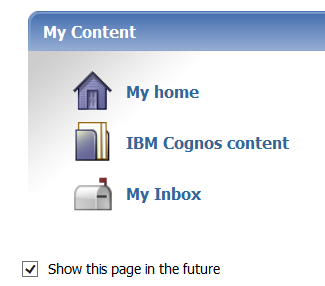 My Content
My home
IBM Cognos content
My Inbox
Show this page in the future